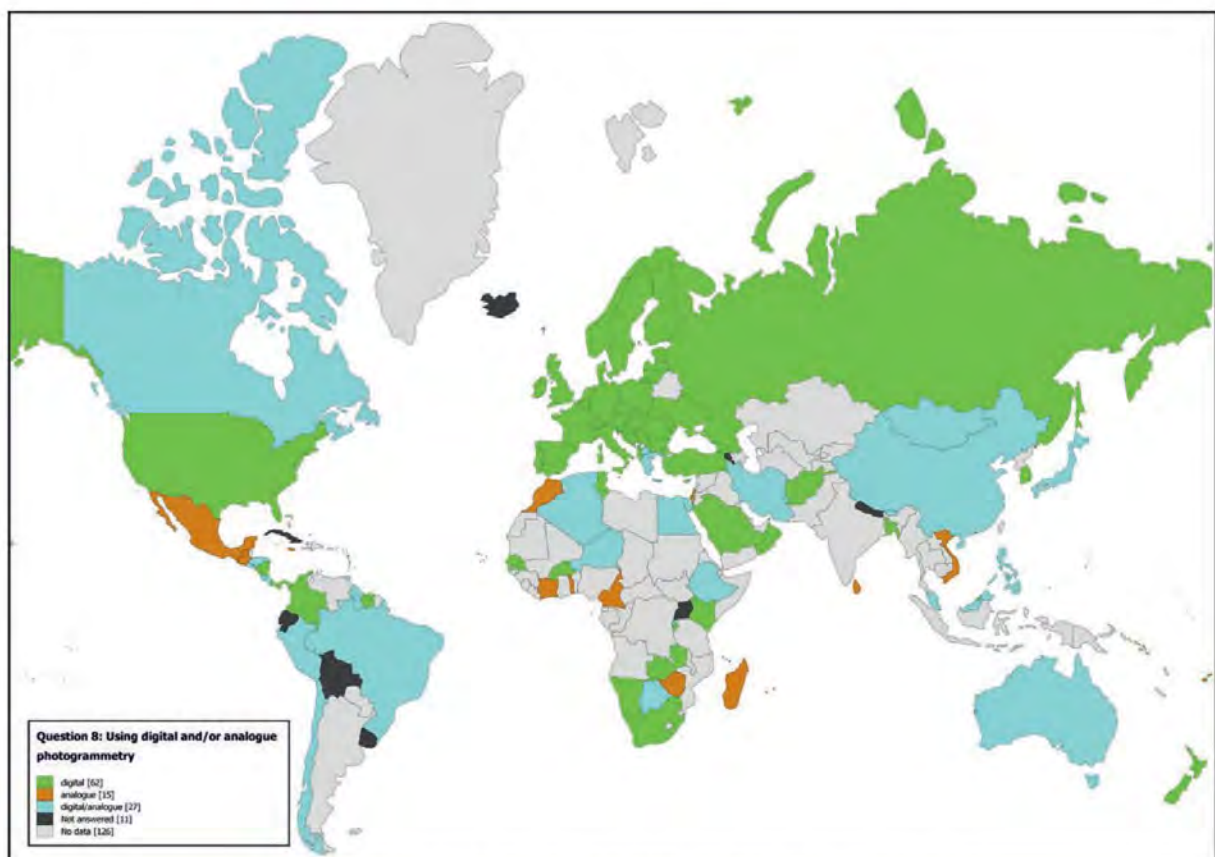 Question 8: Using digital and/or analogue
photogrammetry
digital [62]
analogue [15]
digital/analogue [27]
Not answered [11]
No data [126]